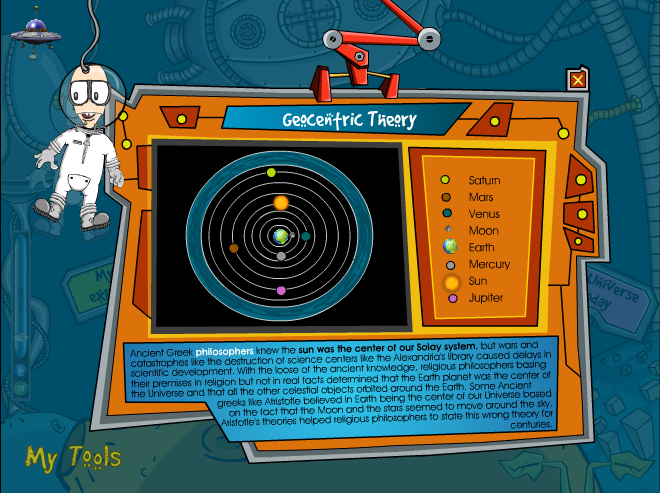 Geocentric Theory
Saturn
Mars
Venus
Moon
Earth
Mercury
Sun
Jupiter
Ancient Greek philosophers knew the sun was the center of our Solay system, but wars and
catastrophes like the destruction of science centers like the Alexandria's library caused delays in
scientific development. With the loose of the ancient knowledge, religious philosophers basing
their premises in religion but not in real facts determined that the Earth planet was the center of
the Universe and that all the other celestial objects orbited around the Earth. Some Ancient
greeks like Atristotle believed in Earth being the center of our Universe based
on the fact that the Moon and the stars seemed to move around the sky.
Aristotle's theories helped religious philosophers to state this wrong theory for
centuries.
My
Universe
My Tools